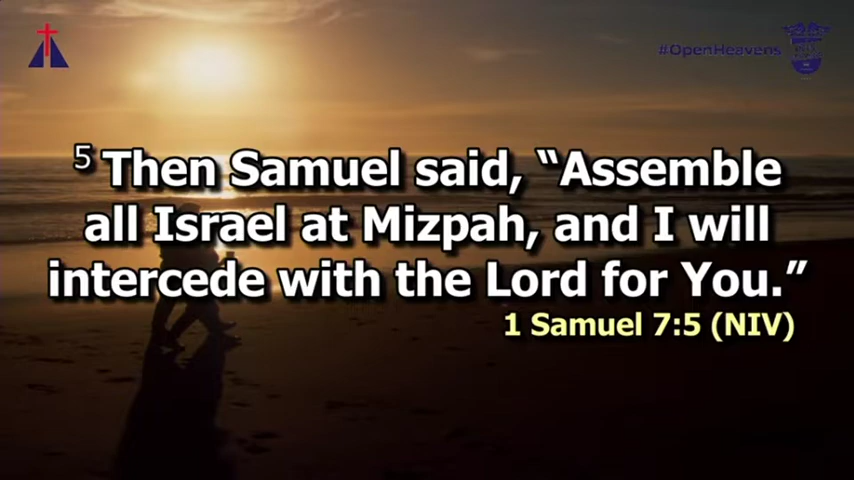 #OpenHeavens
5 Then Samuel said, “Assemble
all Israel at Mizpah, and I will
intercede with the Lord for You.”
1 Samuel 7:5 (NIV)